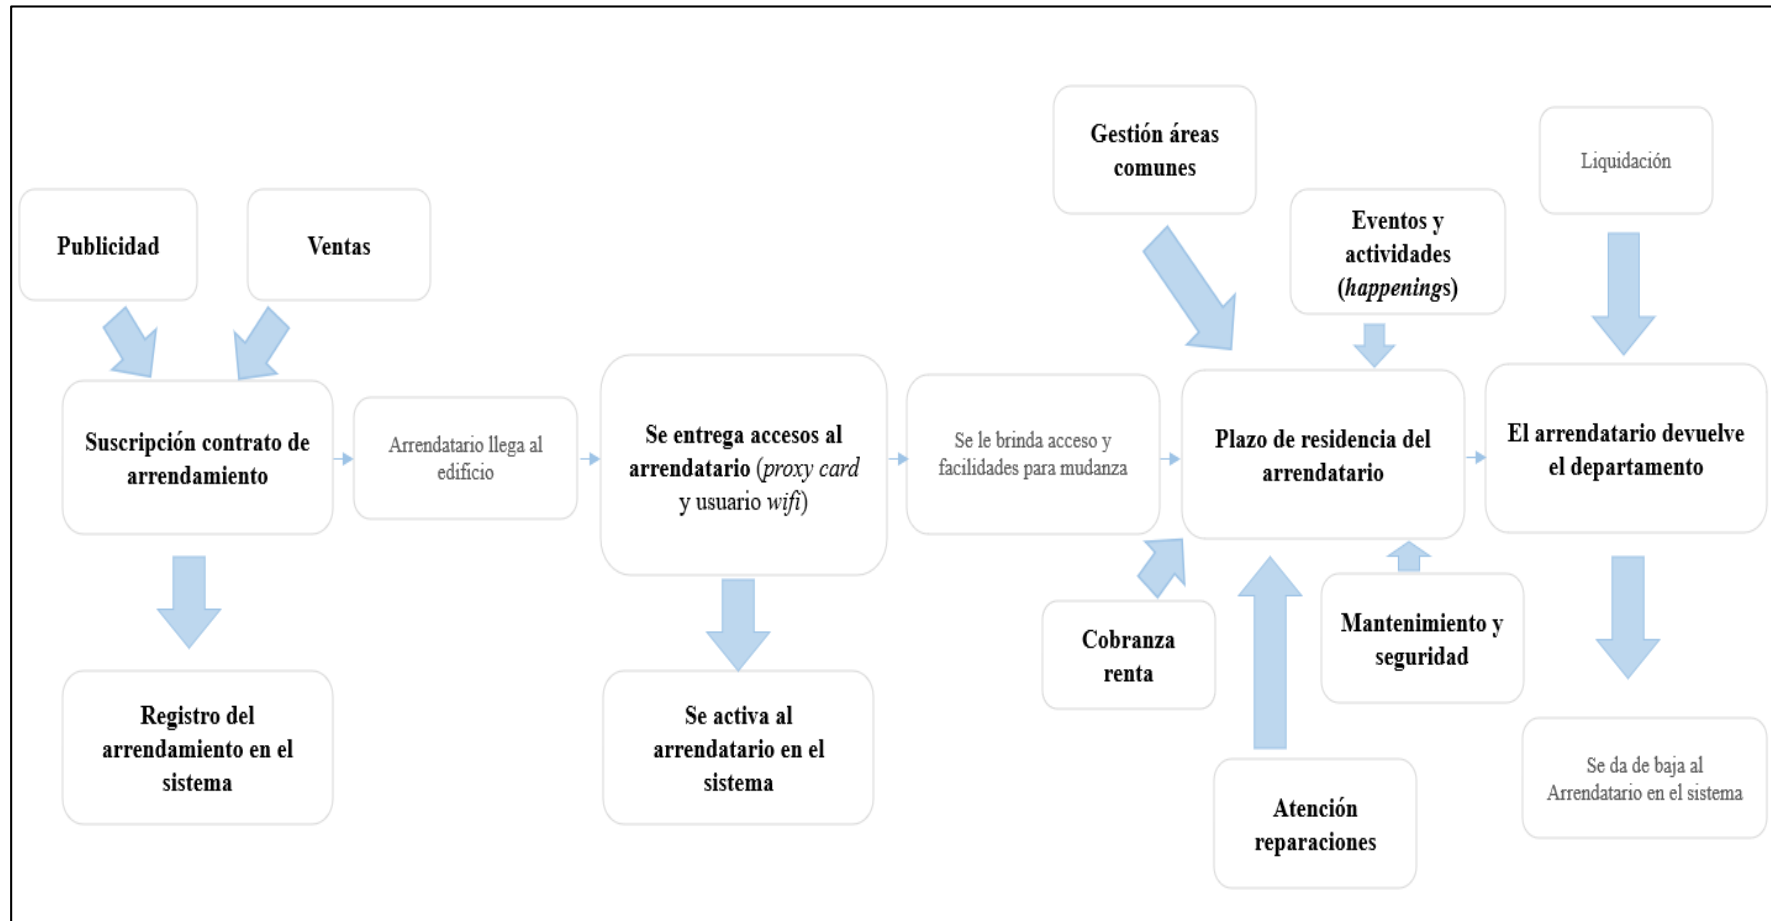 Gestión áreas
comunes
Liquidación
Publicidad
Ventas
Eventos y
actividades
(happenings)
Suscripción contrato de
arrendamiento
Arrendatario llega al
edificio
Se entrega accesos al
arrendatario (proxy card
y usuario wifi)
Se le brinda acceso y
facilidades para mudanza
Plazo de residencia del
arrendatario
El arrendatario devuelve
el departamento
Cobranza
renta
Mantenimiento y
seguridad
Registro del
arrendamiento en el
sistema
Se activa al
arrendatario en el
sistema
Atención
reparaciones
Se da de baja al
Arrendatario en el sistema